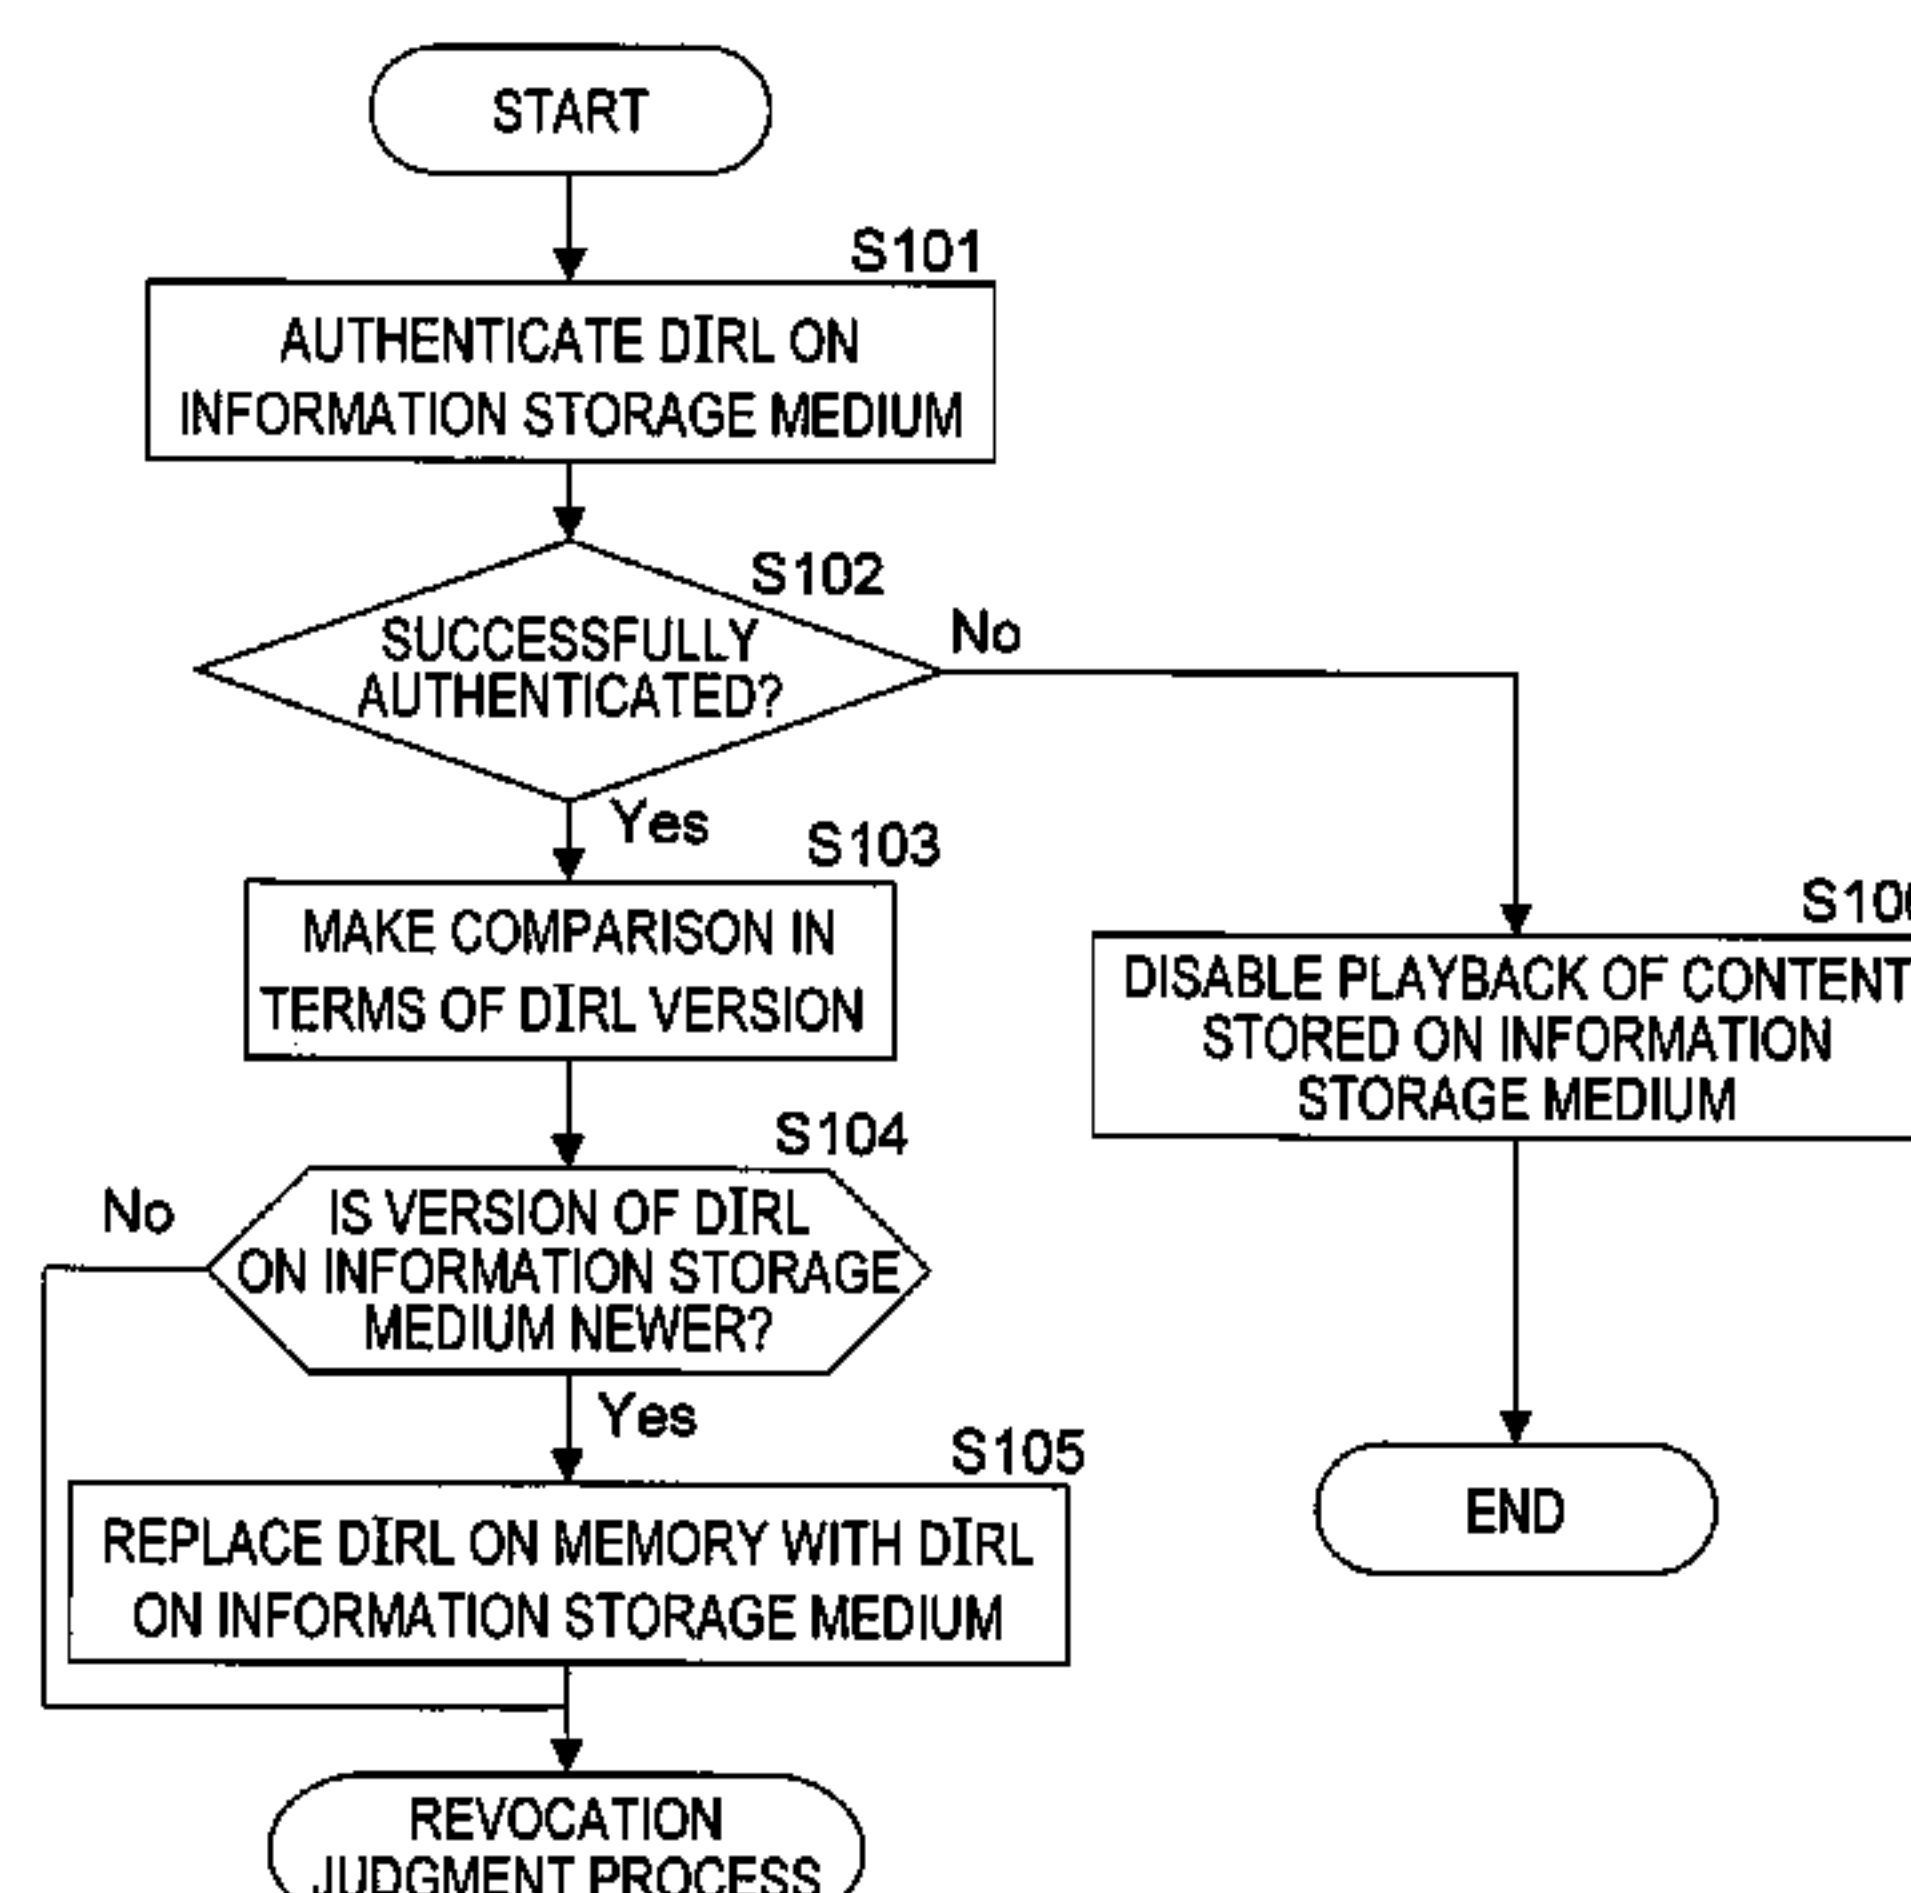 START
S101
AUTHENTICATE DIRL ON
INFORMATION STORAGE MEDIUM
S102
SUCCESSFULLY
AUTHENTICATED?
No
Yes
S103
MAKE COMPARISON IN
TERMS OF DIRL VERSION
S104
No
IS VERSION OF DIRL
ON INFORMATION STORAGE
MEDIUM NEWER?
Yes
S105
REPLACE DIRL ON MEMORY WITH DIRL
ON INFORMATION STORAGE MEDIUM
REVOCATION
JUDGMENT PROCESS
DISABLE PLAYBACK OF CONTENT
STORED ON INFORMATION
STORAGE MEDIUM
END